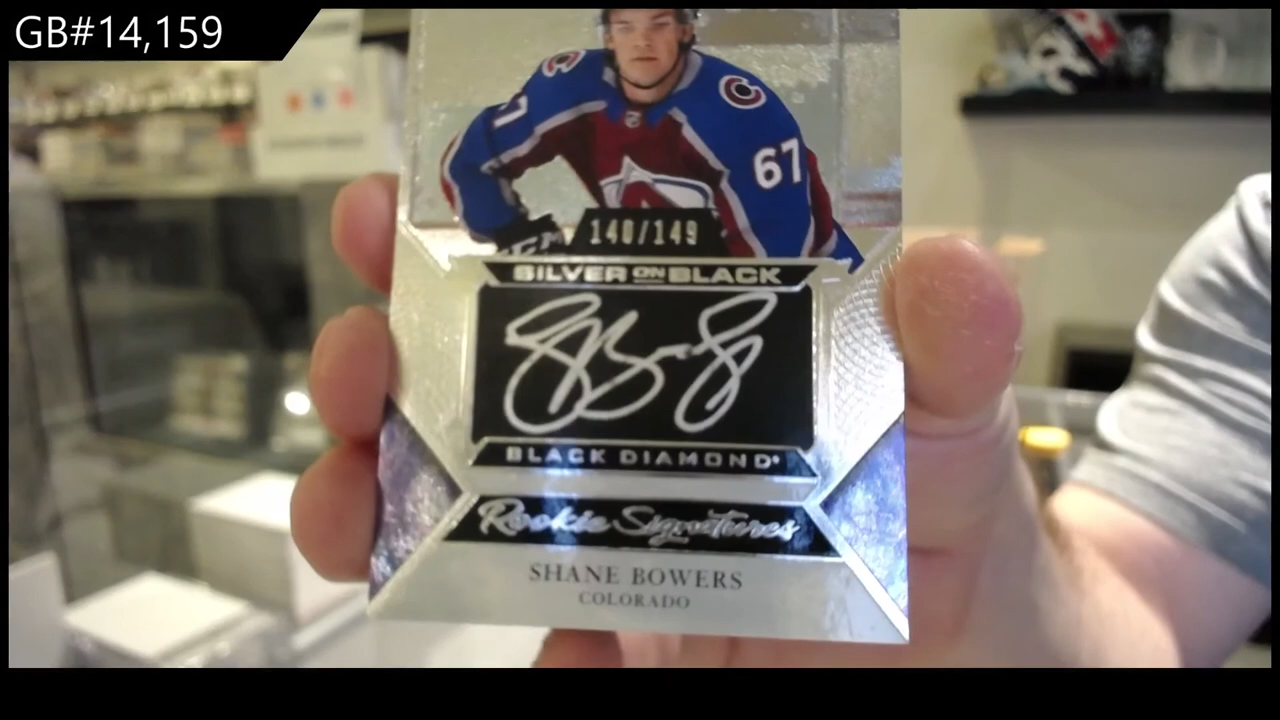 GB#14,159
67
140/149
SILVER ON BLACK
BLACK DIAMOND
Rookie Signatures
SHANE BOWERS
COLORADO